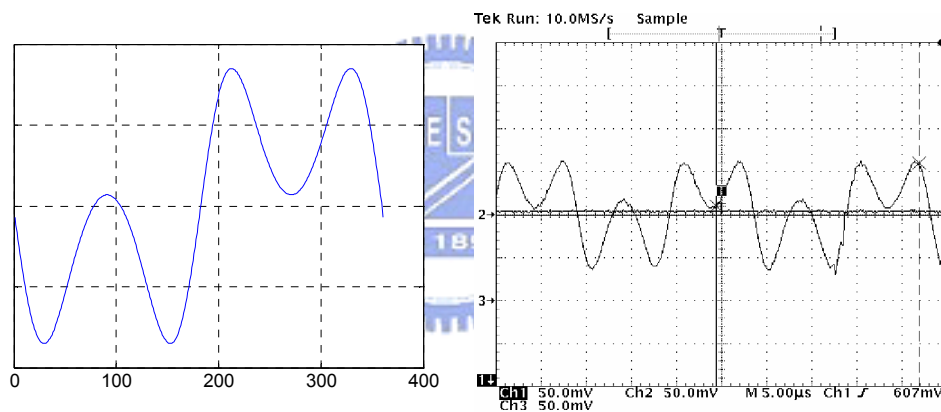 Tek Run: 10.0MS/s Sample
[ T ]
T
2→
3→
1↓
0 100 200 300 400
Ch1 50.0mV Ch2 50.0mV M 5.00µs Ch1 ƒ 607mV
Ch3 50.0mV
E S
189